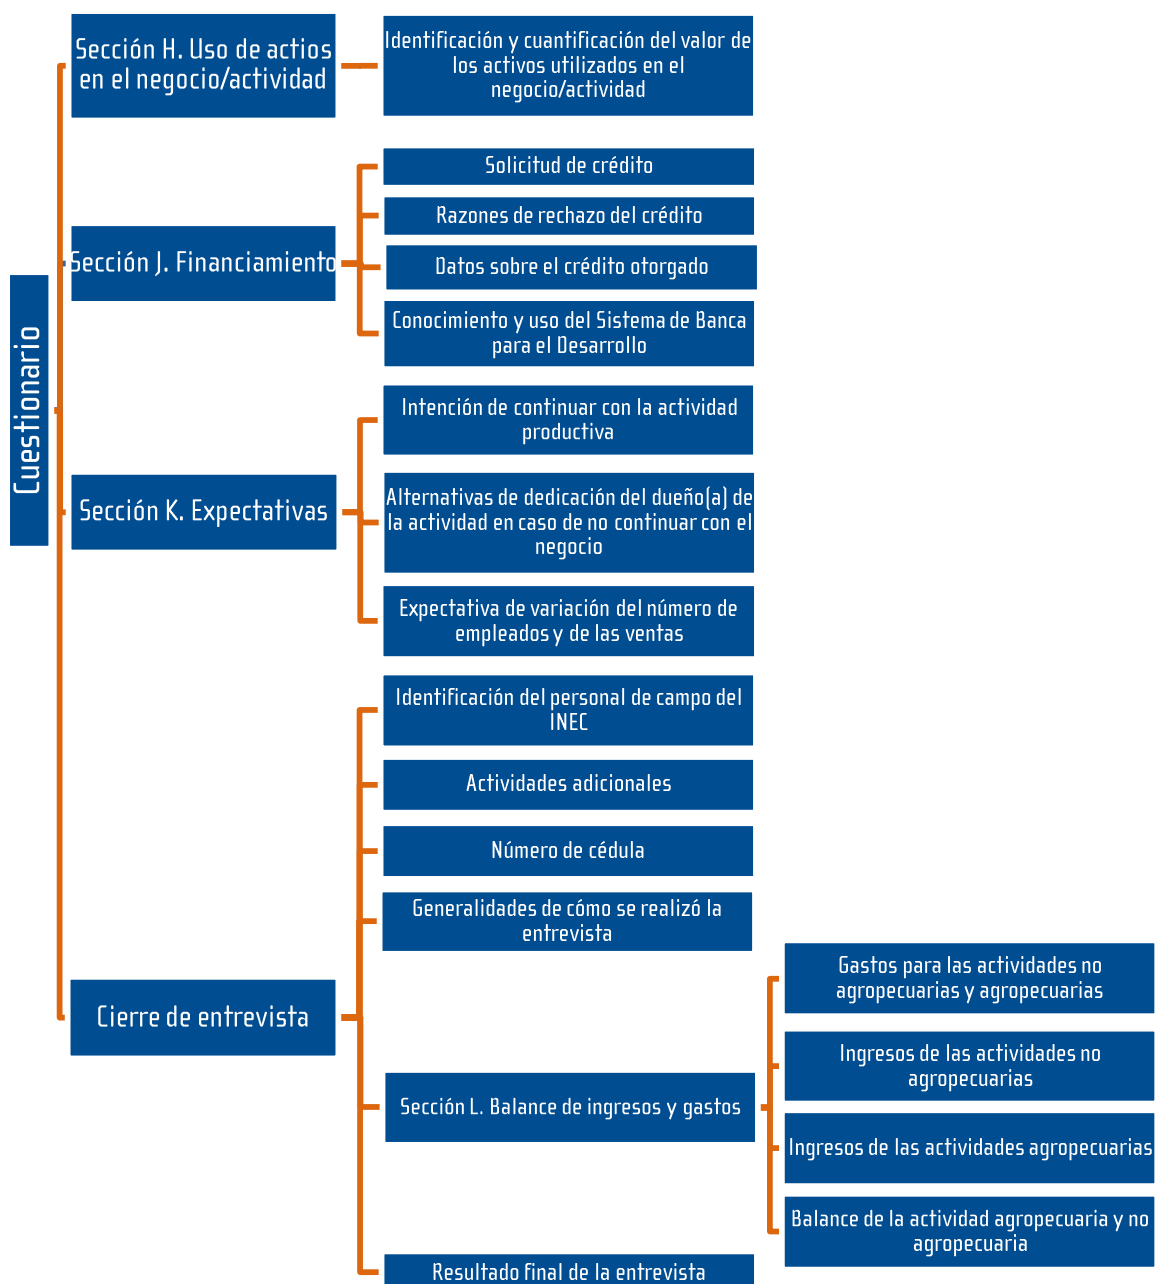 Cuestionario
Sección H. Uso de actios
en el negocio/actividad
Identificación y cuantificación del valor de
los activos utilizados en el
negocio/actividad
Sección J. Financiamiento
Solicitud de crédito
Razones de rechazo del crédito
Datos sobre el crédito otorgado
Conocimiento y uso del Sistema de Banca
para el Desarrollo
Sección K. Expectativas
Intención de continuar con la actividad
productiva
Alternativas de dedicación del dueño(a) de
la actividad en caso de no continuar con el
negocio
Expectativa de variación del número de
empleados y de las ventas
Cierre de entrevista
Identificación del personal de campo del
INEC
Actividades adicionales
Número de cédula
Generalidades de cómo se realizó la
entrevista
Sección L. Balance de ingresos y gastos
Gastos para las actividades no
agropecuarias y agropecuarias
Ingresos de las actividades no
agropecuarias
Ingresos de las actividades agropecuarias
Balance de la actividad agropecuaria y no
agropecuaria
Resultado final de la entrevista